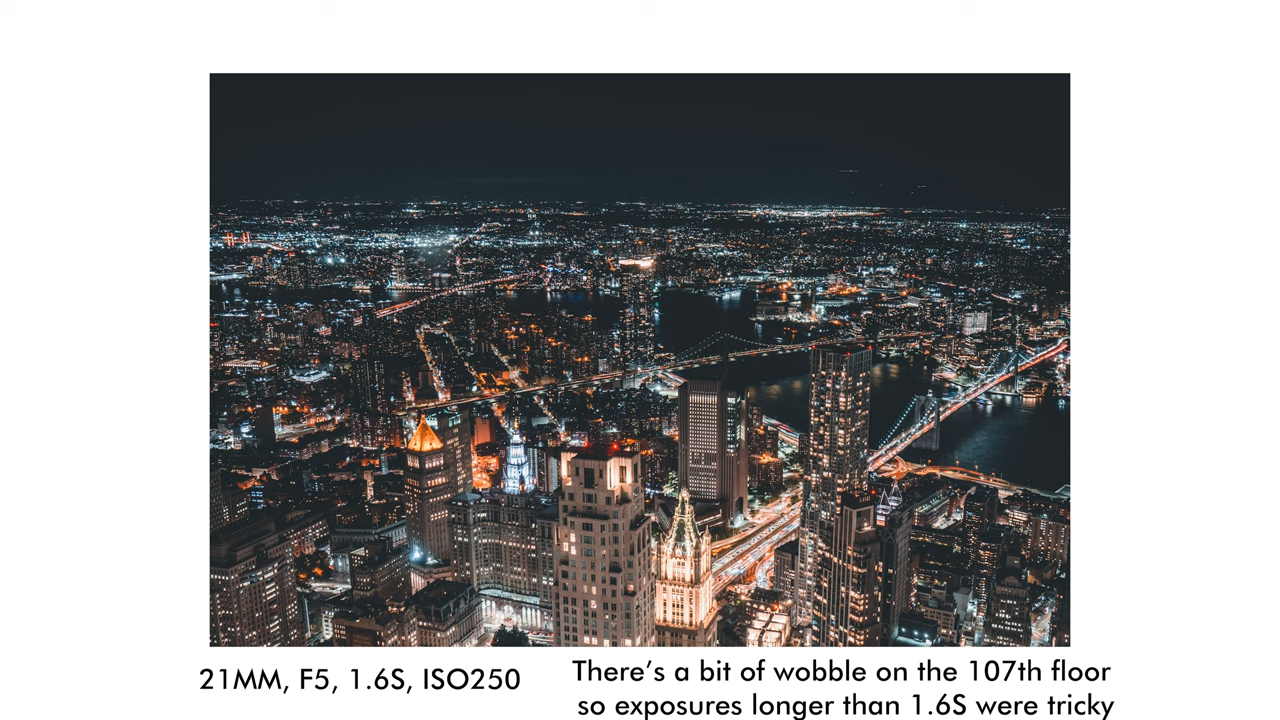 21MM, F5, 1.6S, ISO250
There's a bit of wobble on the 107th floor
so exposures longer than 1.6S were tricky